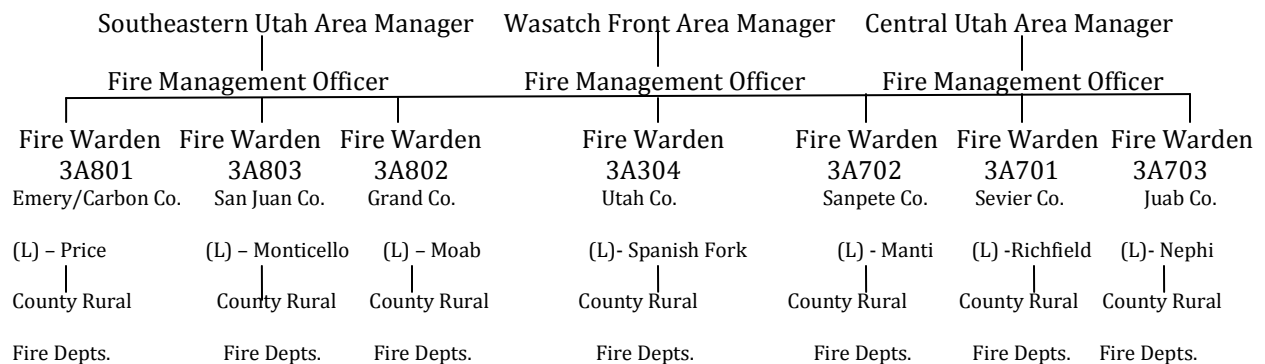 Southeastern Utah Area Manager Wasatch Front Area Manager Central Utah Area Manager
Fire Management Officer Fire Management Officer Fire Management Officer
Fire Warden Fire Warden Fire Warden Fire Warden Fire Warden Fire Warden Fire Warden
3A801 3A803 3A802 3A304 3A702 3A701 3A703
Emery/Carbon Co. San Juan Co. Grand Co. Utah Co. Sanpete Co. Sevier Co. Juab Co.
(L) – Price (L) – Monticello (L) – Moab (L)- Spanish Fork (L) - Manti (L) -Richfield (L)- Nephi
County Rural County Rural County Rural County Rural County Rural County Rural County Rural
Fire Depts. Fire Depts. Fire Depts. Fire Depts. Fire Depts. Fire Depts. Fire Depts.